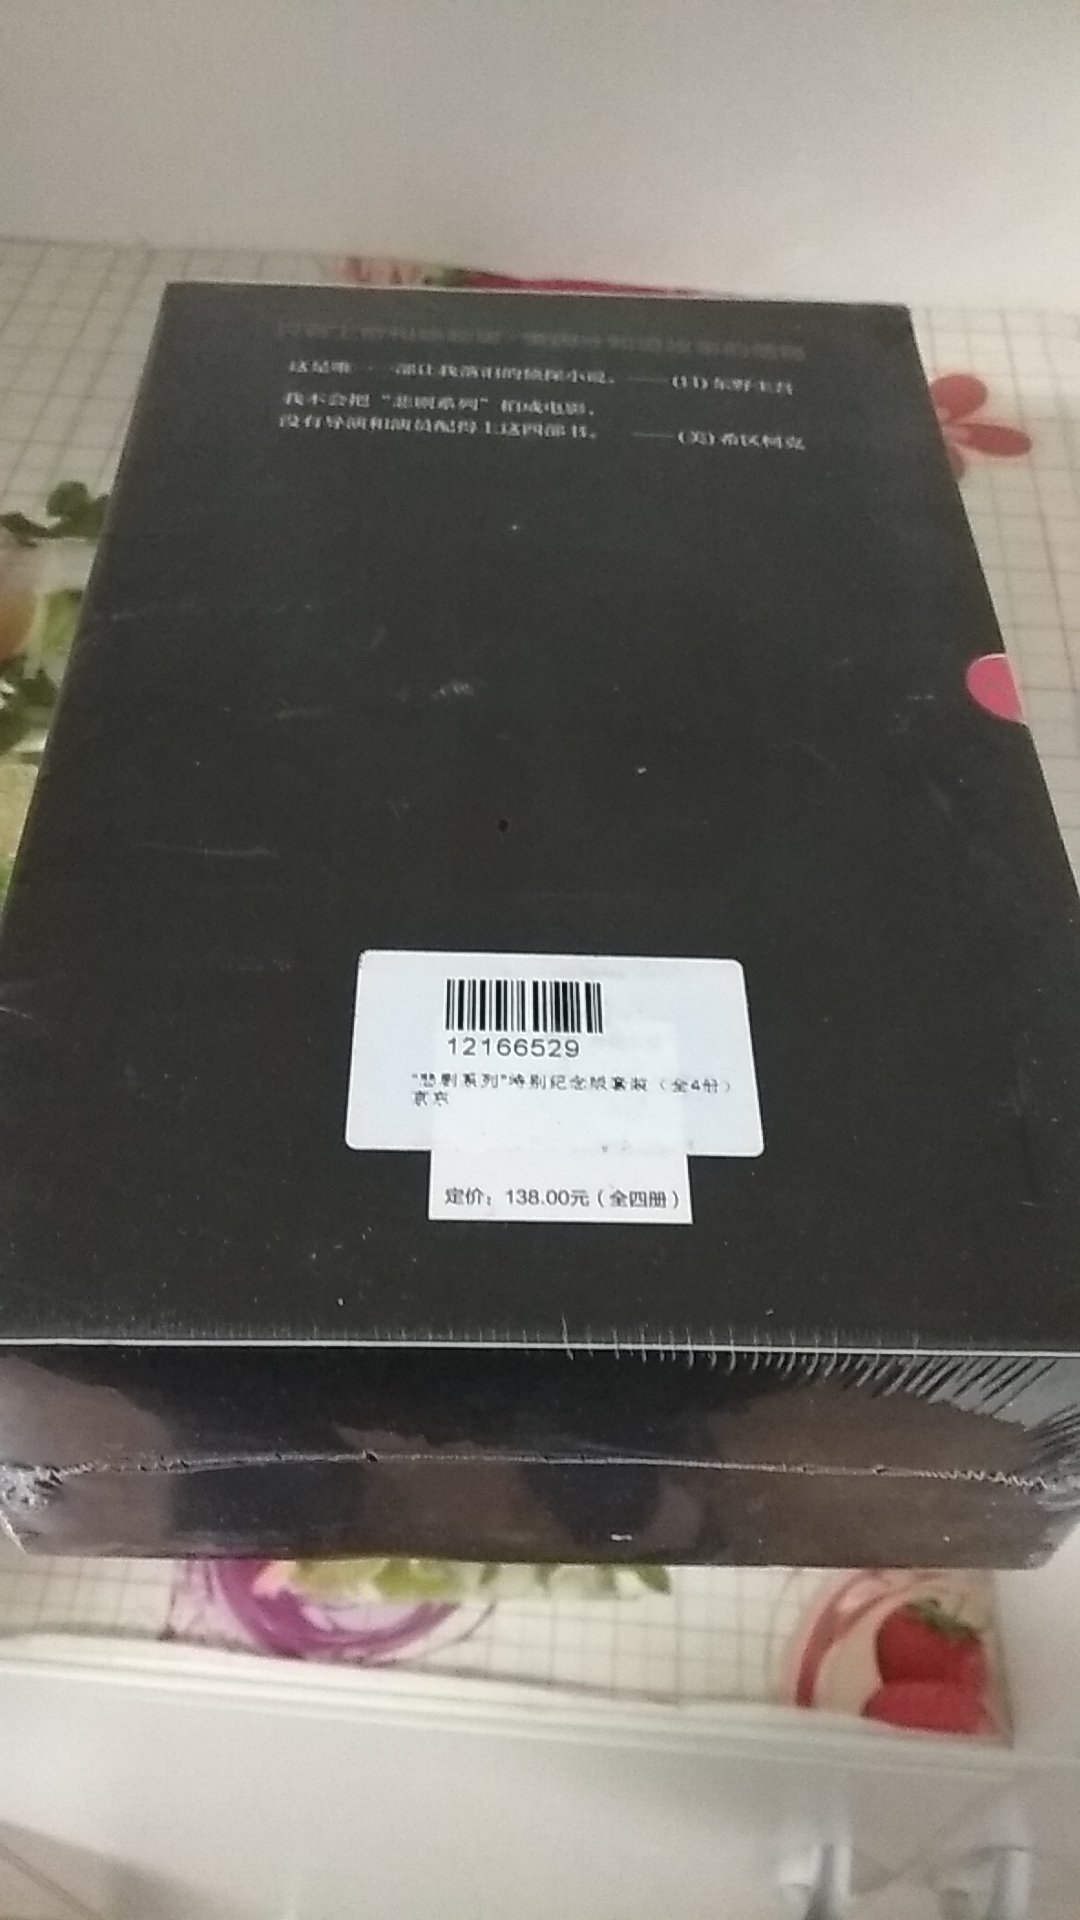 这是唯一一部让我落泪的侦探小说。 ——(日)东野圭吾
我不会把“悲剧系列”拍成电影,
没有导演和演员配得上这四部书。 ——(美)希区柯克
12166529
“悲剧系列”特别纪念版套装（全4册）
京东
定价：138.00元（全四册）